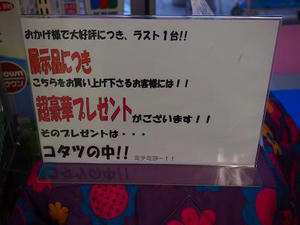 おかげ様で大好評につき、ラスト1台!!
展示品につき
こちらをお買い上げ下さるお客様には!!
超豪華プレゼント
がございます!!
そのプレゼントは・・・
コタツの中!!